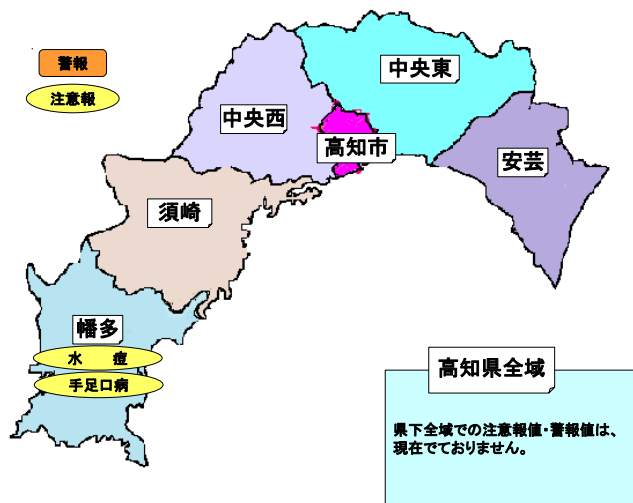 警報
注意報
中央東
中央西
高知市
安芸
須崎
幡多
水　痘
手足口病
高知県全域
県下全域での注意報値・警報値は、
現在でておりません。